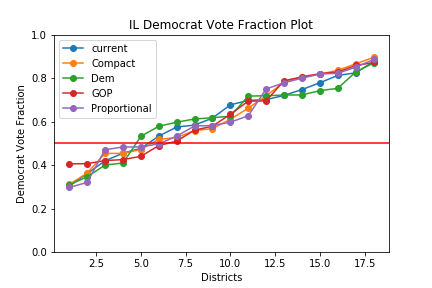 IL Democrat Vote Fraction Plot
1.0
0.8
0.6
0.4
0.2
0.0
Democrat Vote Fraction
current
Compact
Dem
GOP
Proportional
2.5 5.0 7.5 10.0 12.5 15.0 17.5
Districts